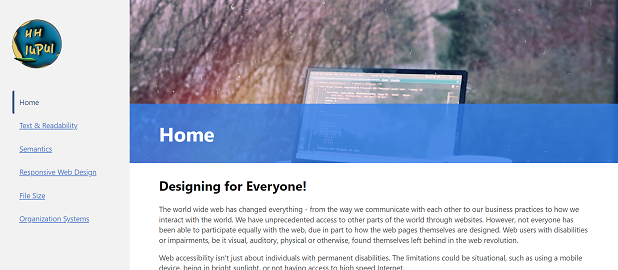 HH
IUPUI
Home
Text & Readability
Semantics
Responsive Web Design
File Size
Organization Systems
Home
Designing for Everyone!
The world wide web has changed everything - from the way we communicate with each other to our business practices to how we
interact with the world. We have unprecedented access to other parts of the world through websites. However, not everyone has
been able to participate equally with the web, due in part to how the web pages themselves are designed. Web users with disabilities
or impairments, be it visual, auditory, physical or otherwise, found themselves left behind in the web revolution.
Web accessibility isn't just about individuals with permanent disabilities. The limitations could be situational, such as using a mobile
device, being in bright sunlight, or not having access to high speed Internet.